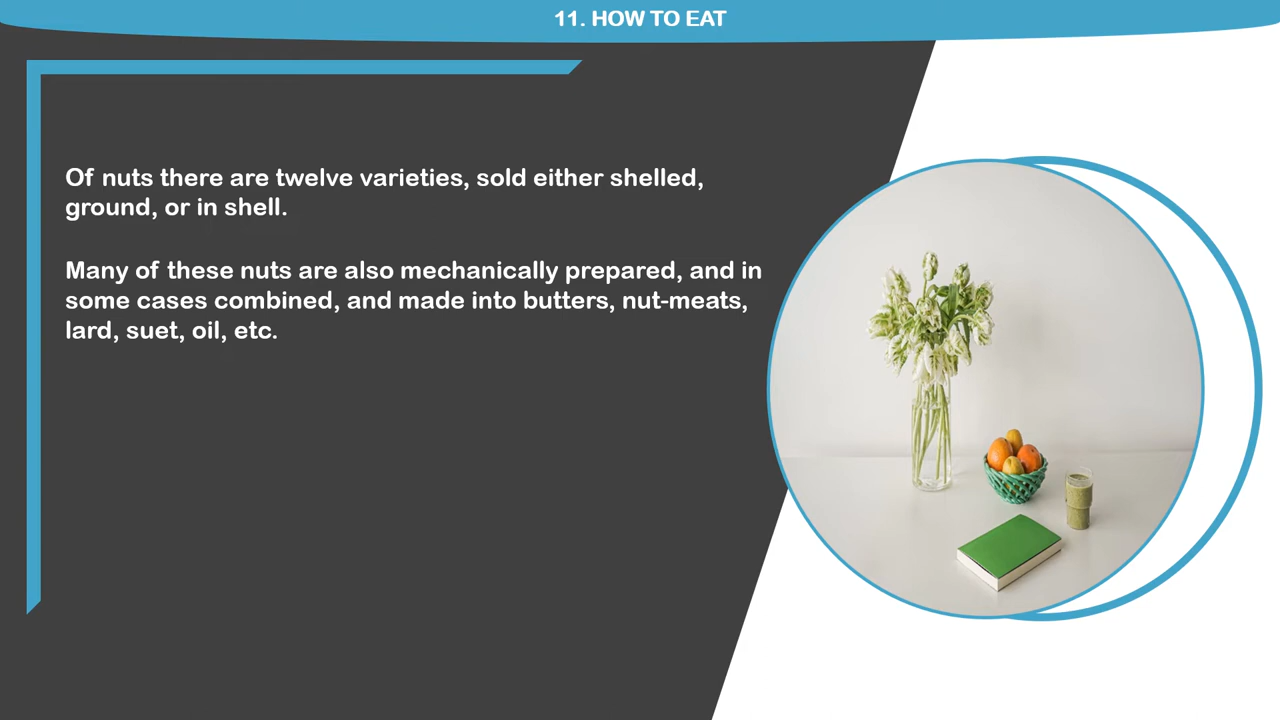 11. HOW TO EAT
Of nuts there are twelve varieties, sold either shelled,
ground, or in shell.
Many of these nuts are also mechanically prepared, and in
some cases combined, and made into butters, nut-meats,
lard, suet, oil, etc.